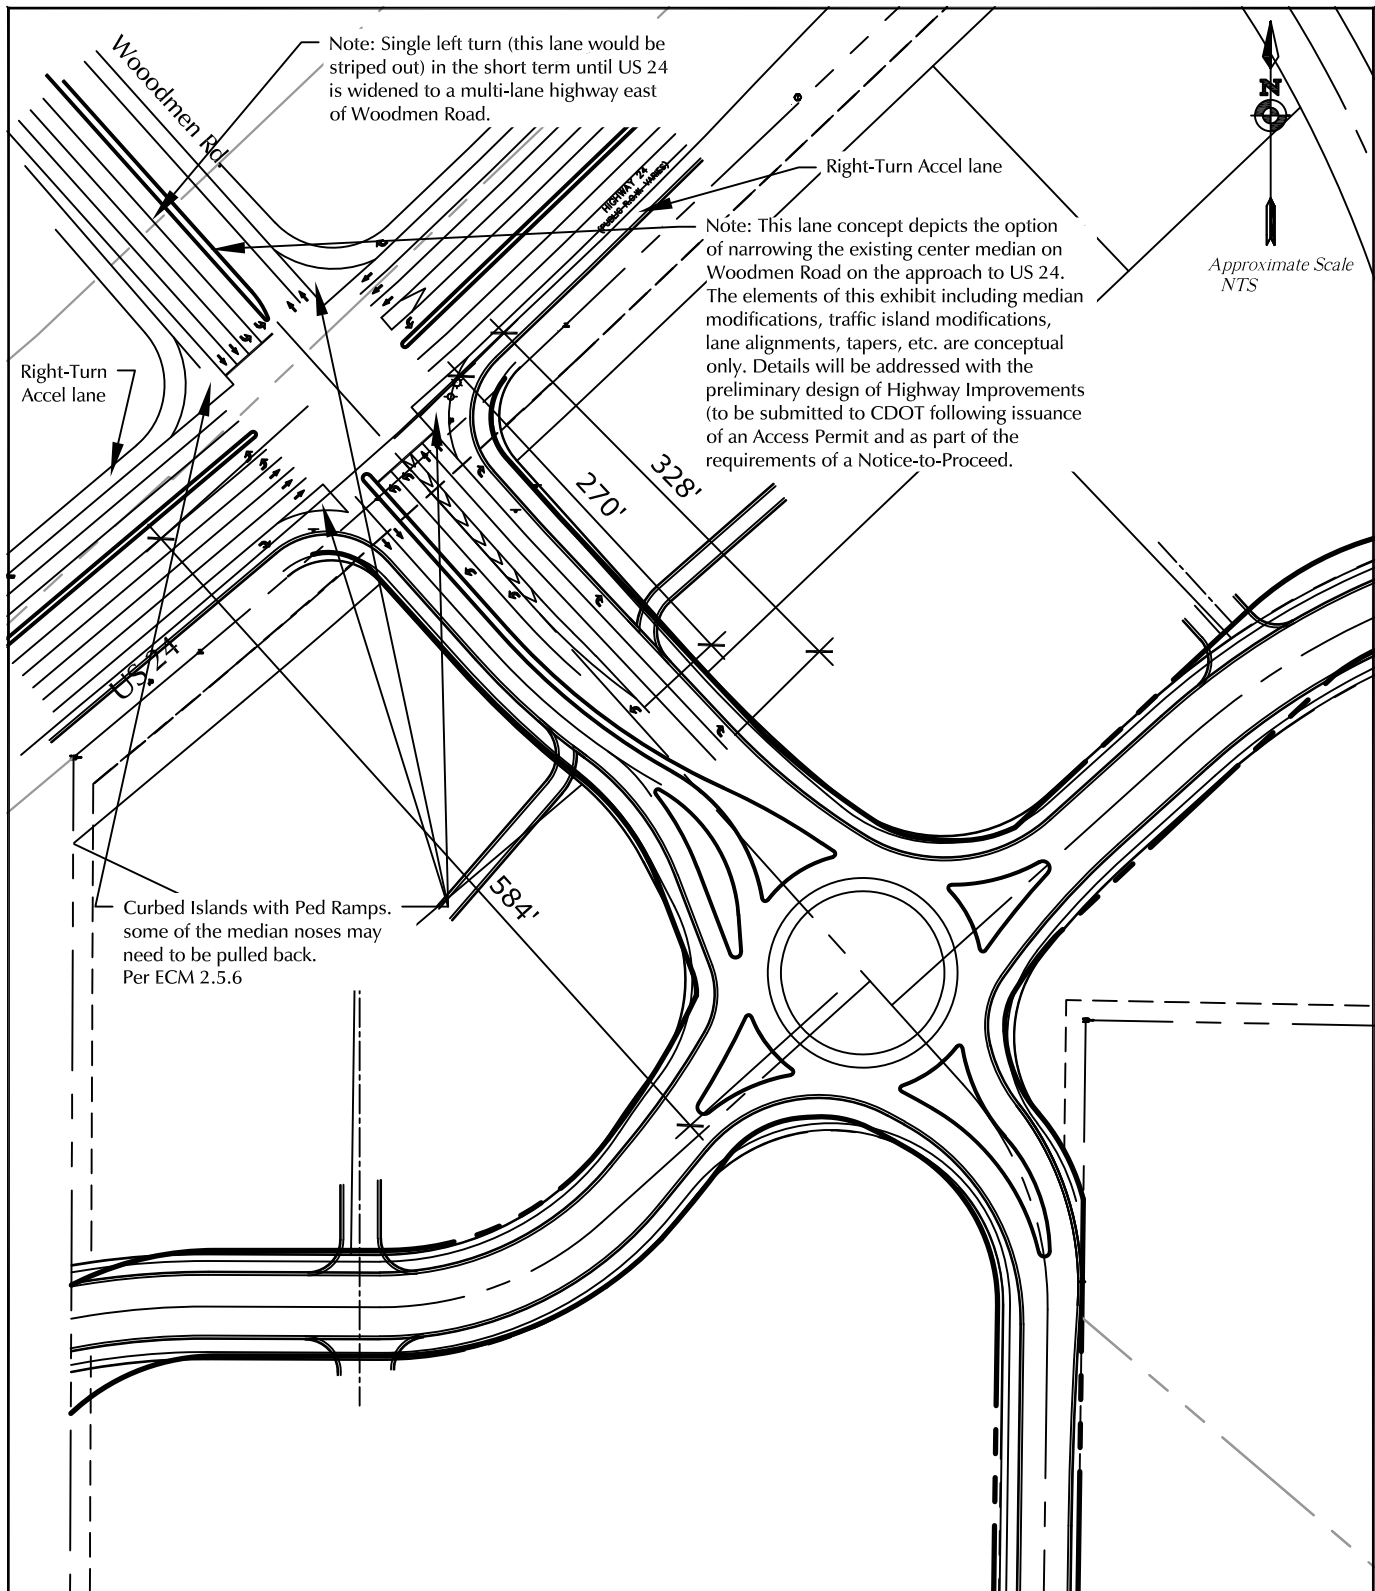 Note: Single left turn (this lane would be
striped out) in the short term until US 24
is widened to a multi-lane highway east
of Woodmen Road.
Wooodmen Rd.
N
Right-Turn Accel lane
HIGHWAY 24
(PUBLIC R.O.W. VARIES)
Note: This lane concept depicts the option
of narrowing the existing center median on
Woodmen Road on the approach to US 24.
The elements of this exhibit including median
modifications, traffic island modifications,
lane alignments, tapers, etc. are conceptual
only. Details will be addressed with the
preliminary design of Highway Improvements
(to be submitted to CDOT following issuance
of an Access Permit and as part of the
requirements of a Notice-to-Proceed.
Approximate Scale
NTS
Right-Turn
Accel lane
328'
270'
US 24
584'
Curbed Islands with Ped Ramps.
some of the median noses may
need to be pulled back.
Per ECM 2.5.6